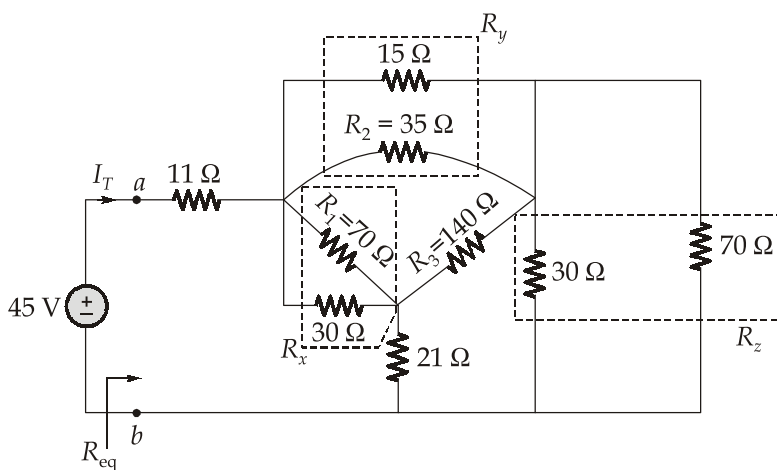 R_y
15 Ω
R_2 = 35 Ω
I_T
a
11 Ω
R_1=70 Ω
R_3=140 Ω
45 V
+
−
30 Ω
R_x
21 Ω
30 Ω
70 Ω
R_z
R_eq
b